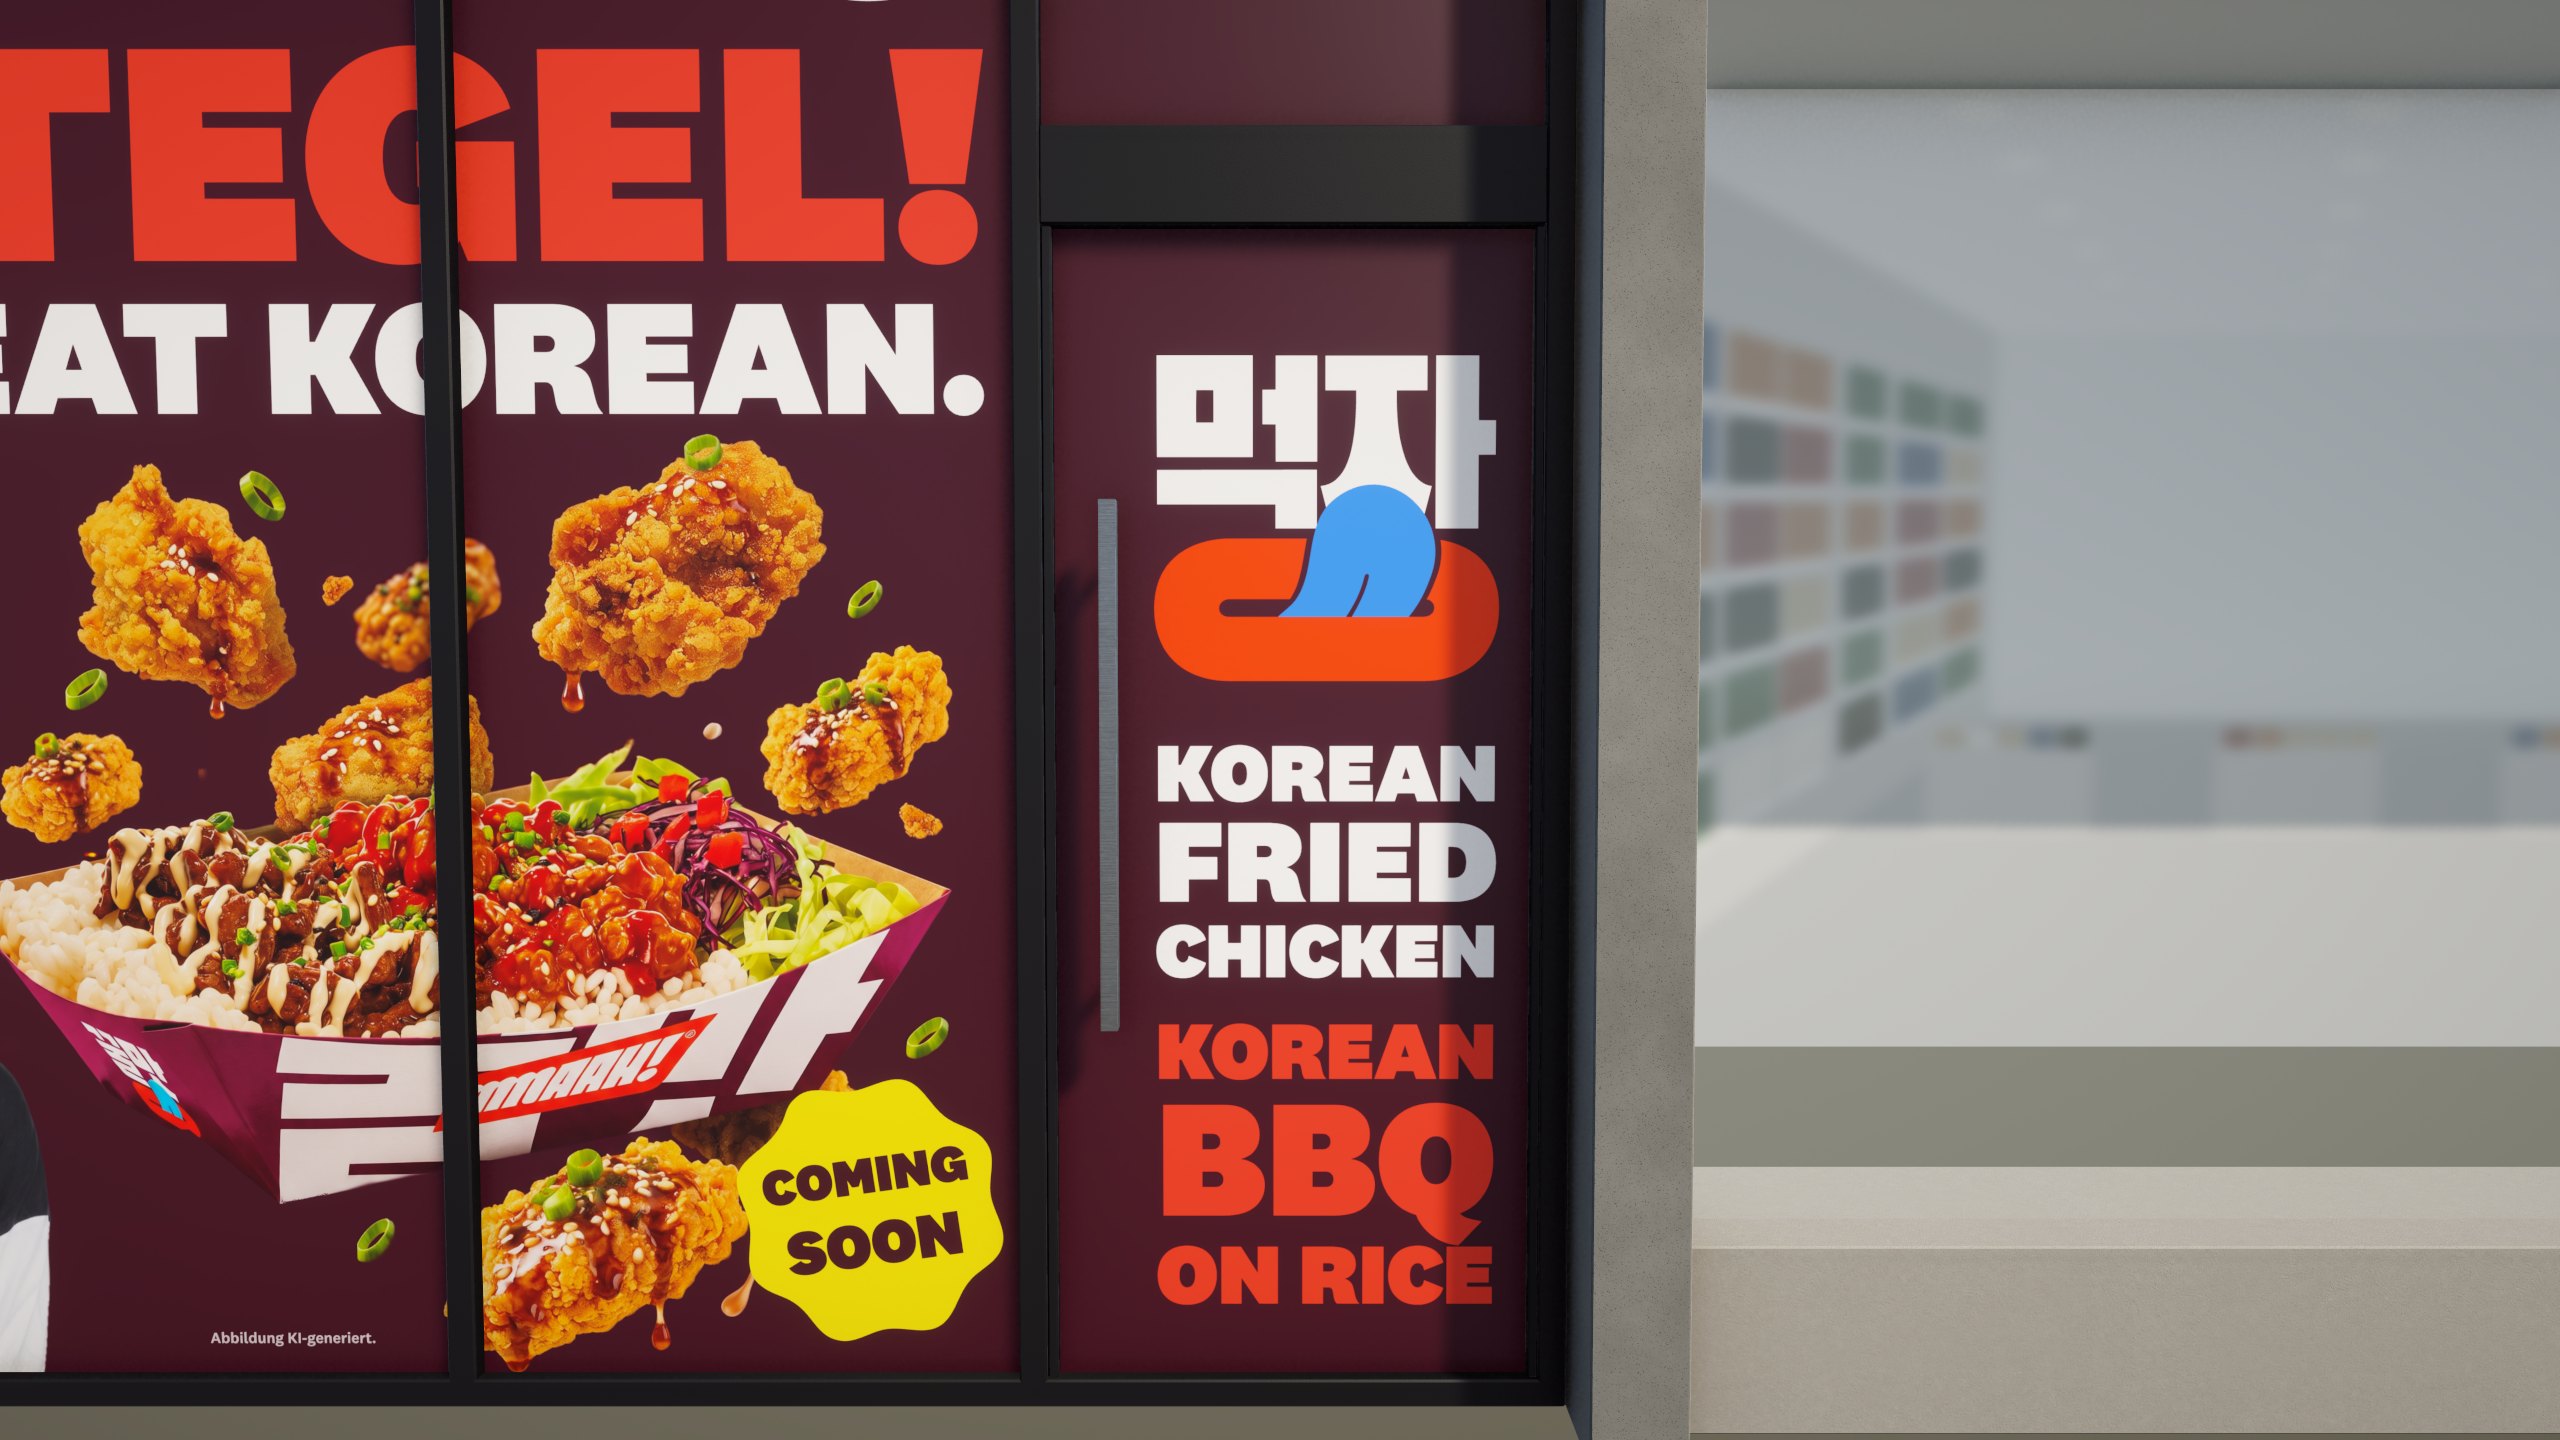 TEGEL!
EAT KOREAN.
COMING
SOON
Abbildung KI-generiert.
먹자
KOREAN
FRIED
CHICKEN
KOREAN
BBQ
ON RICE